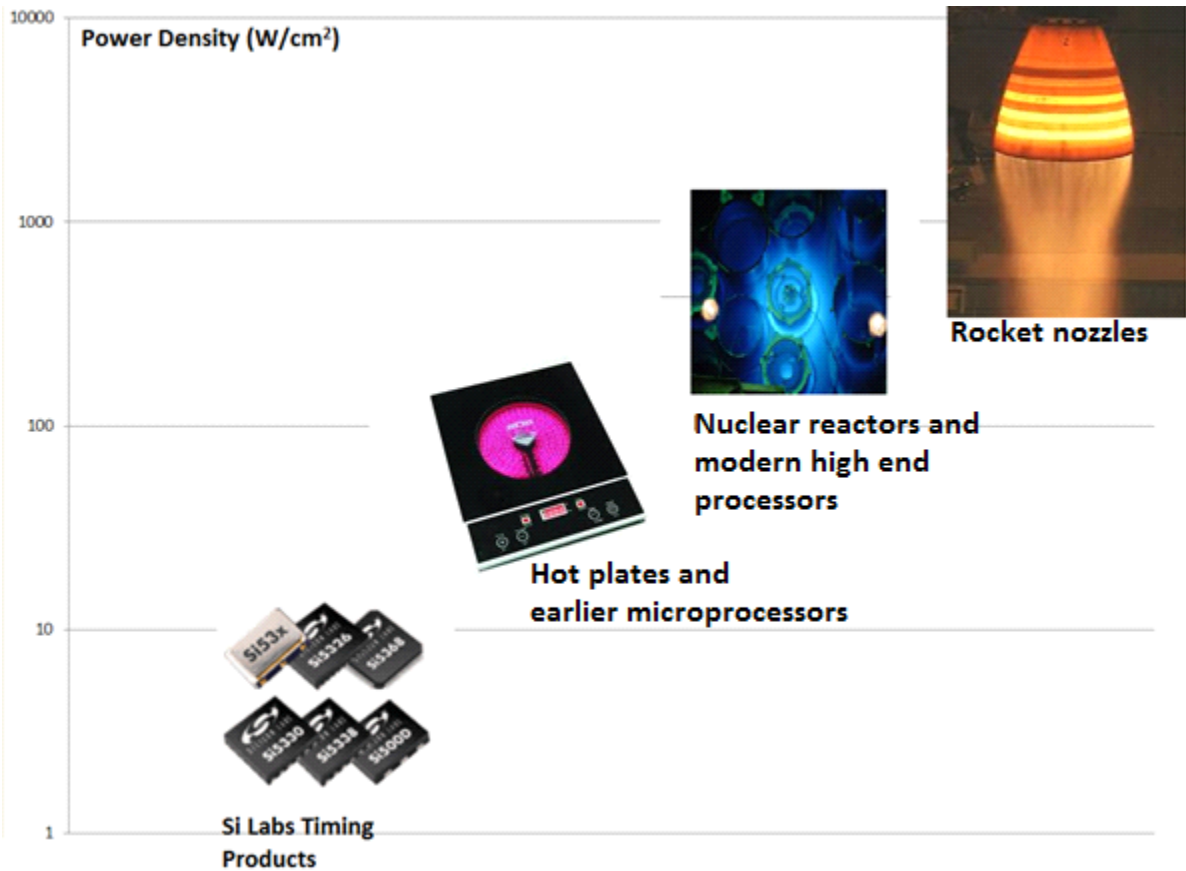 10000
Power Density (W/cm²)
1000
Rocket nozzles
100
Nuclear reactors and
modern high end
processors
Hot plates and
earlier microprocessors
10
Si53x
Si5326
Si5368
Si5330
Si5338
Si500D
Si Labs Timing
Products
1